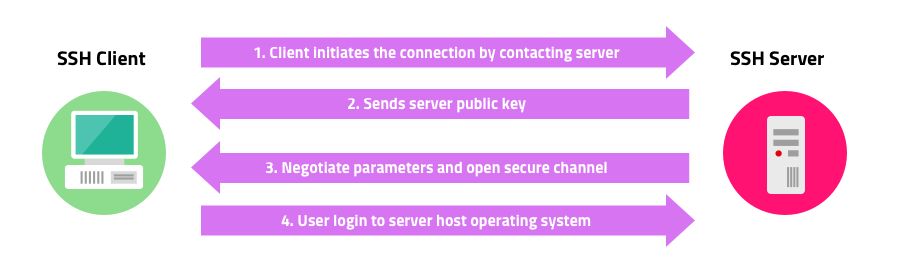 SSH Client
SSH Server
1. Client initiates the connection by contacting server
2. Sends server public key
3. Negotiate parameters and open secure channel
4. User login to server host operating system